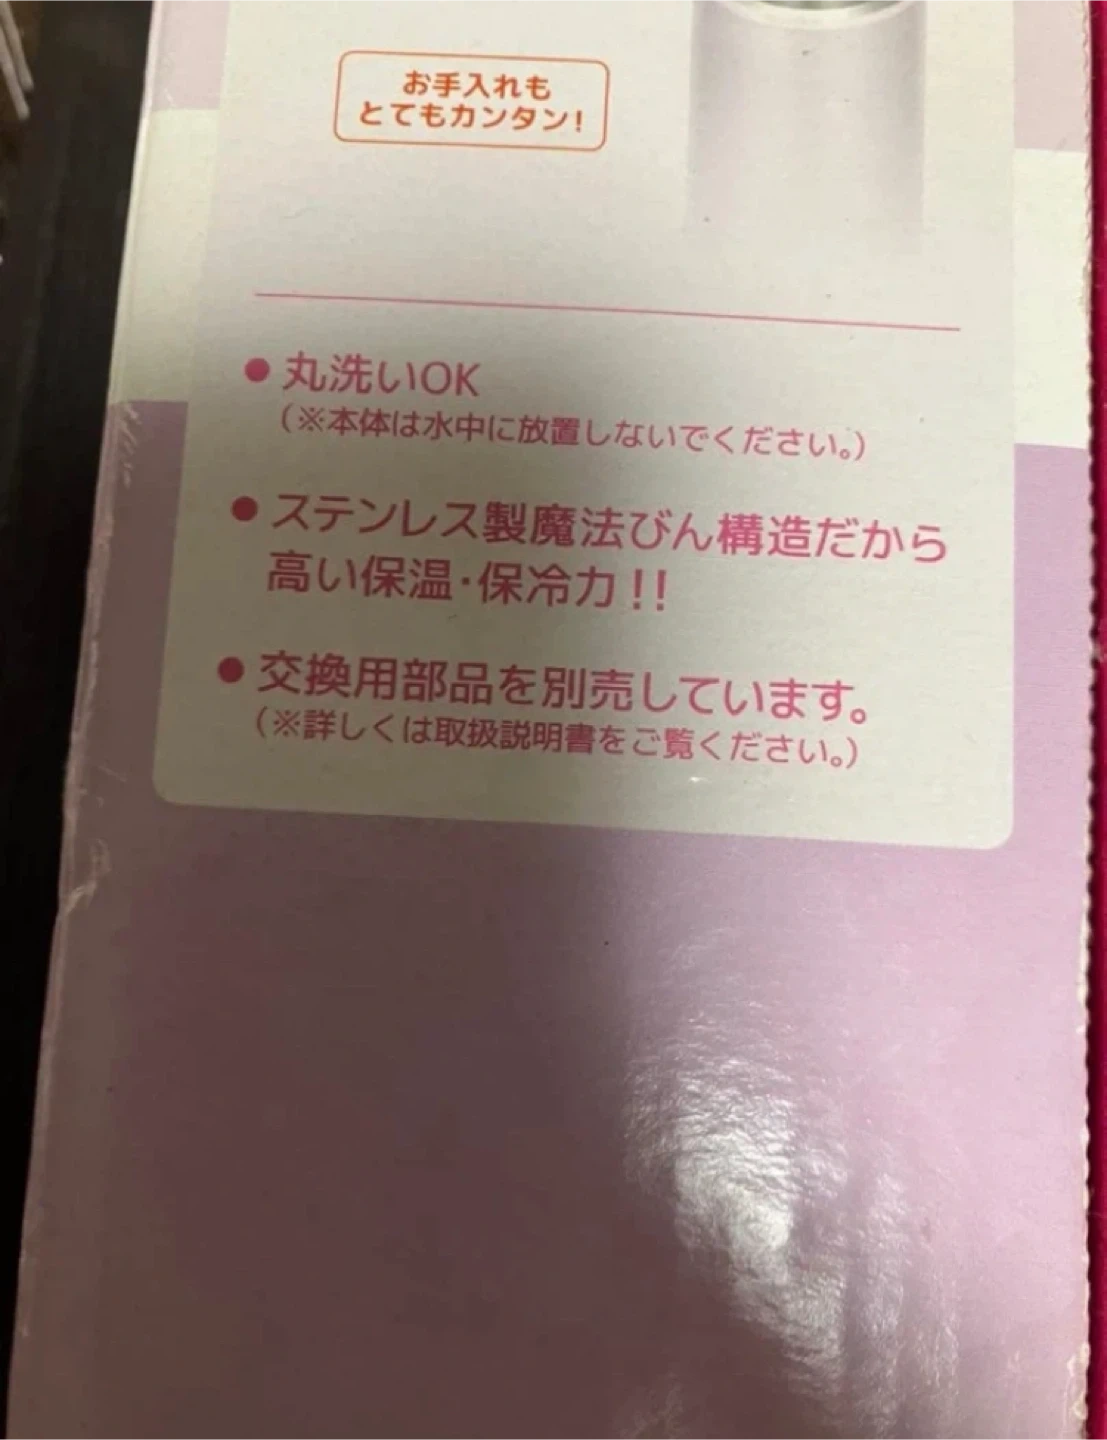 お手入れも
とてもカンタン!
● 丸洗いOK
(※本体は水中に放置しないでください。)
● ステンレス製魔法びん構造だから
高い保温・保冷力!!
● 交換用部品を別売しています。
(※詳しくは取扱説明書をご覧ください。)